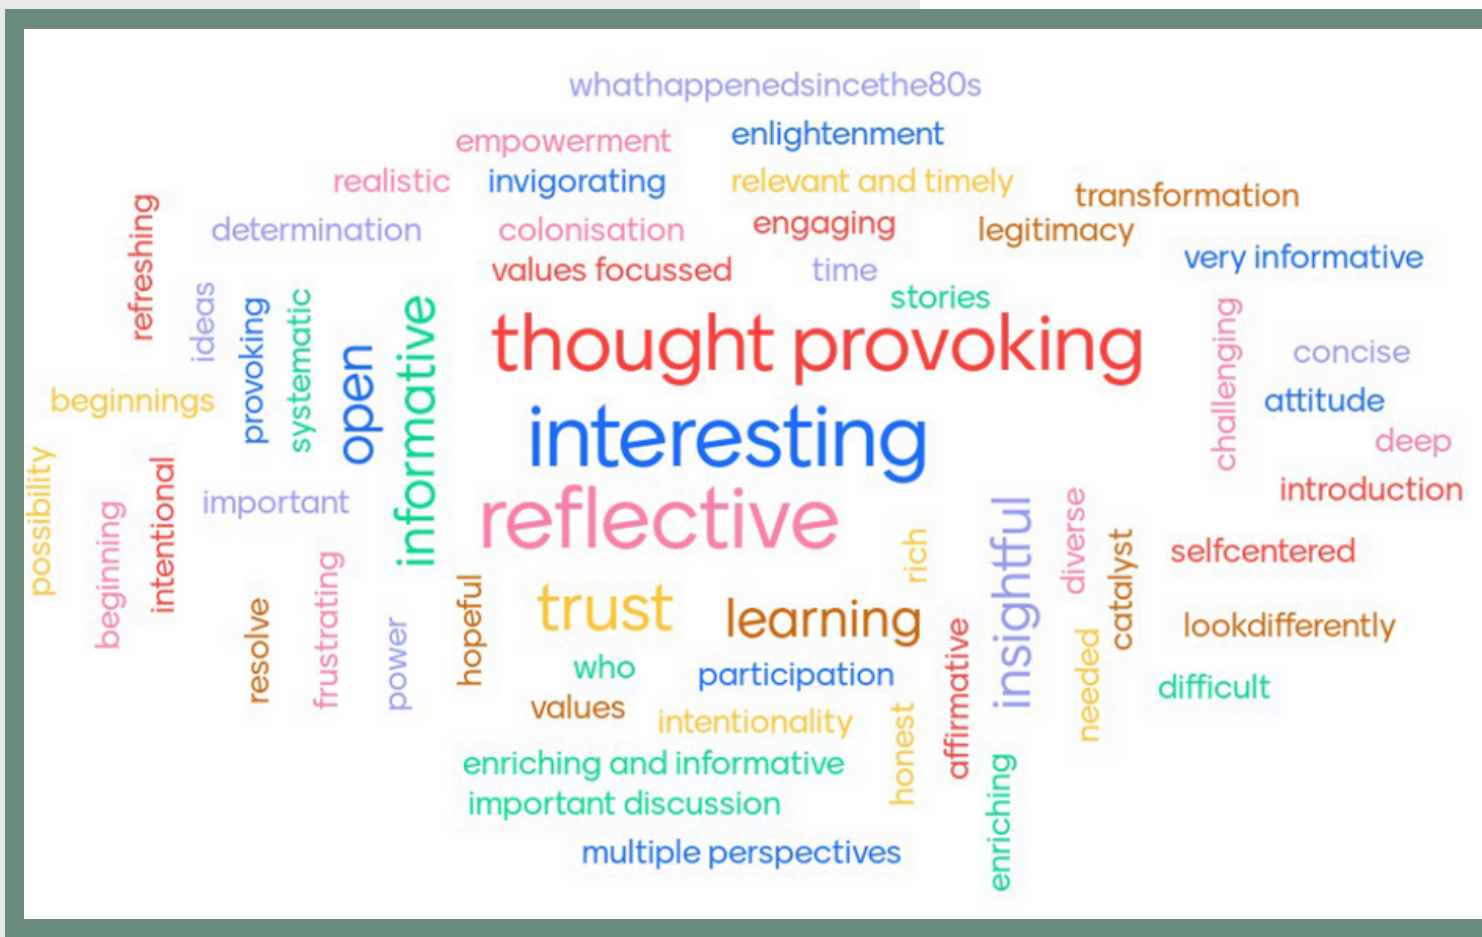 whathappenedsincethe80s
empowerment
enlightenment
realistic
invigorating
relevant and timely
transformation
refreshing
determination
colonisation
engaging
legitimacy
very informative
values focussed
time
stories
ideas
provoking
systematic
open
informative
thought provoking
challenging
concise
beginnings
attitude
interesting
deep
possibility
beginning
intentional
important
reflective
introduction
rich
insightful
diverse
catalyst
selfcentered
resolve
frustrating
power
hopeful
trust
learning
lookdifferently
who
participation
affirmative
needed
difficult
values
intentionality
honest
enriching and informative
enriching
important discussion
multiple perspectives